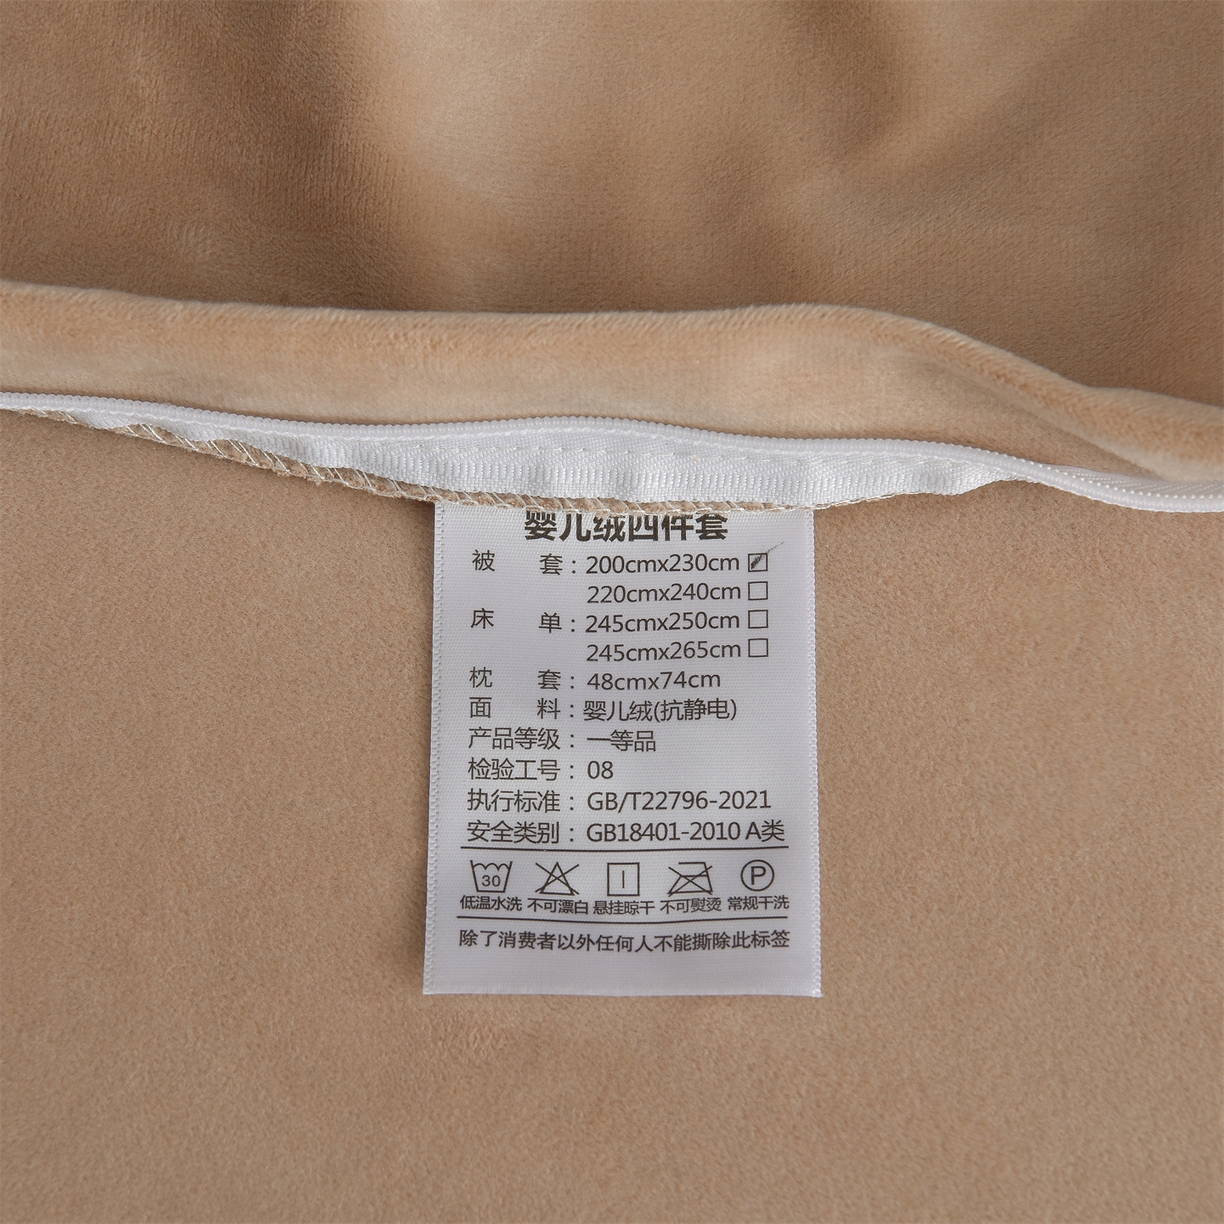 婴儿绒四件套
被 套：200cmx230cm ☑
220cmx240cm □
床 单：245cmx250cm □
245cmx265cm □
枕 套：48cmx74cm
面 料：婴儿绒(抗静电)
产品等级：一等品
检验工号：08
执行标准：GB/T22796-2021
安全类别：GB18401-2010 A类
30 P
低温水洗 不可漂白 悬挂晾干 不可熨烫 常规干洗
除了消费者以外任何人不能撕除此标签